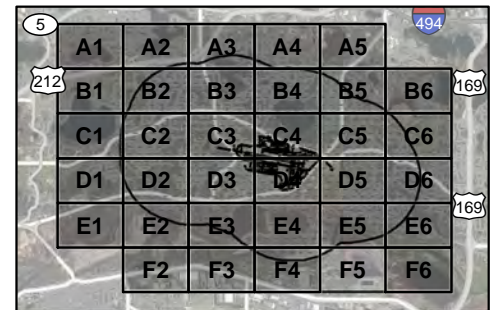 5 494
A1 A2 A3 A4 A5
212 B1 B2 B3 B4 B5 B6 169
C1 C2 C3 C4 C5 C6
D1 D2 D3 D4 D5 D6
169
E1 E2 E3 E4 E5 E6
F2 F3 F4 F5 F6